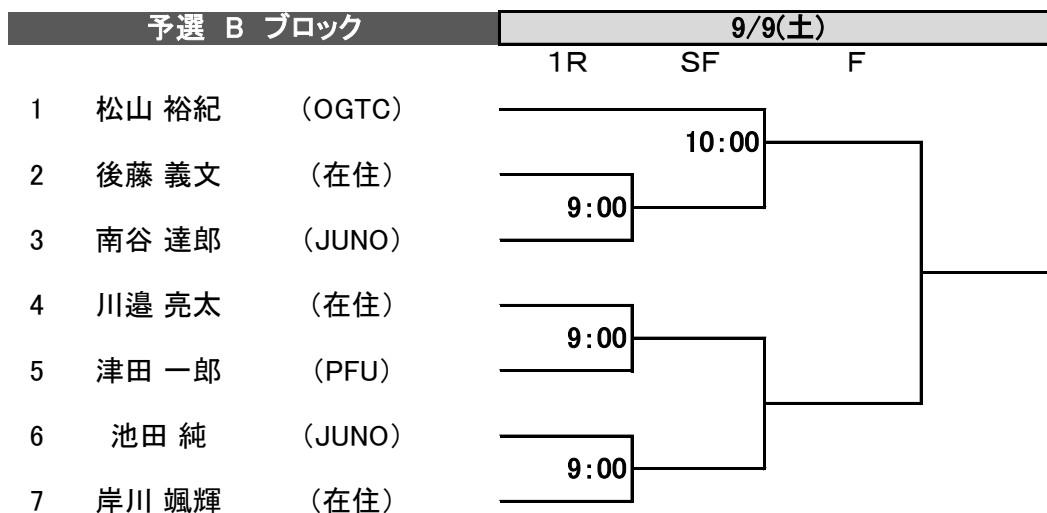 予選 B ブロック 9/9(土)
1R SF F
1 松山 裕紀 (OGTC)
10:00
2 後藤 義文 (在住)
9:00
3 南谷 達郎 (JUNO)
4 川邉 亮太 (在住)
9:00
5 津田 一郎 (PFU)
6 池田 純 (JUNO)
9:00
7 岸川 颯輝 (在住)